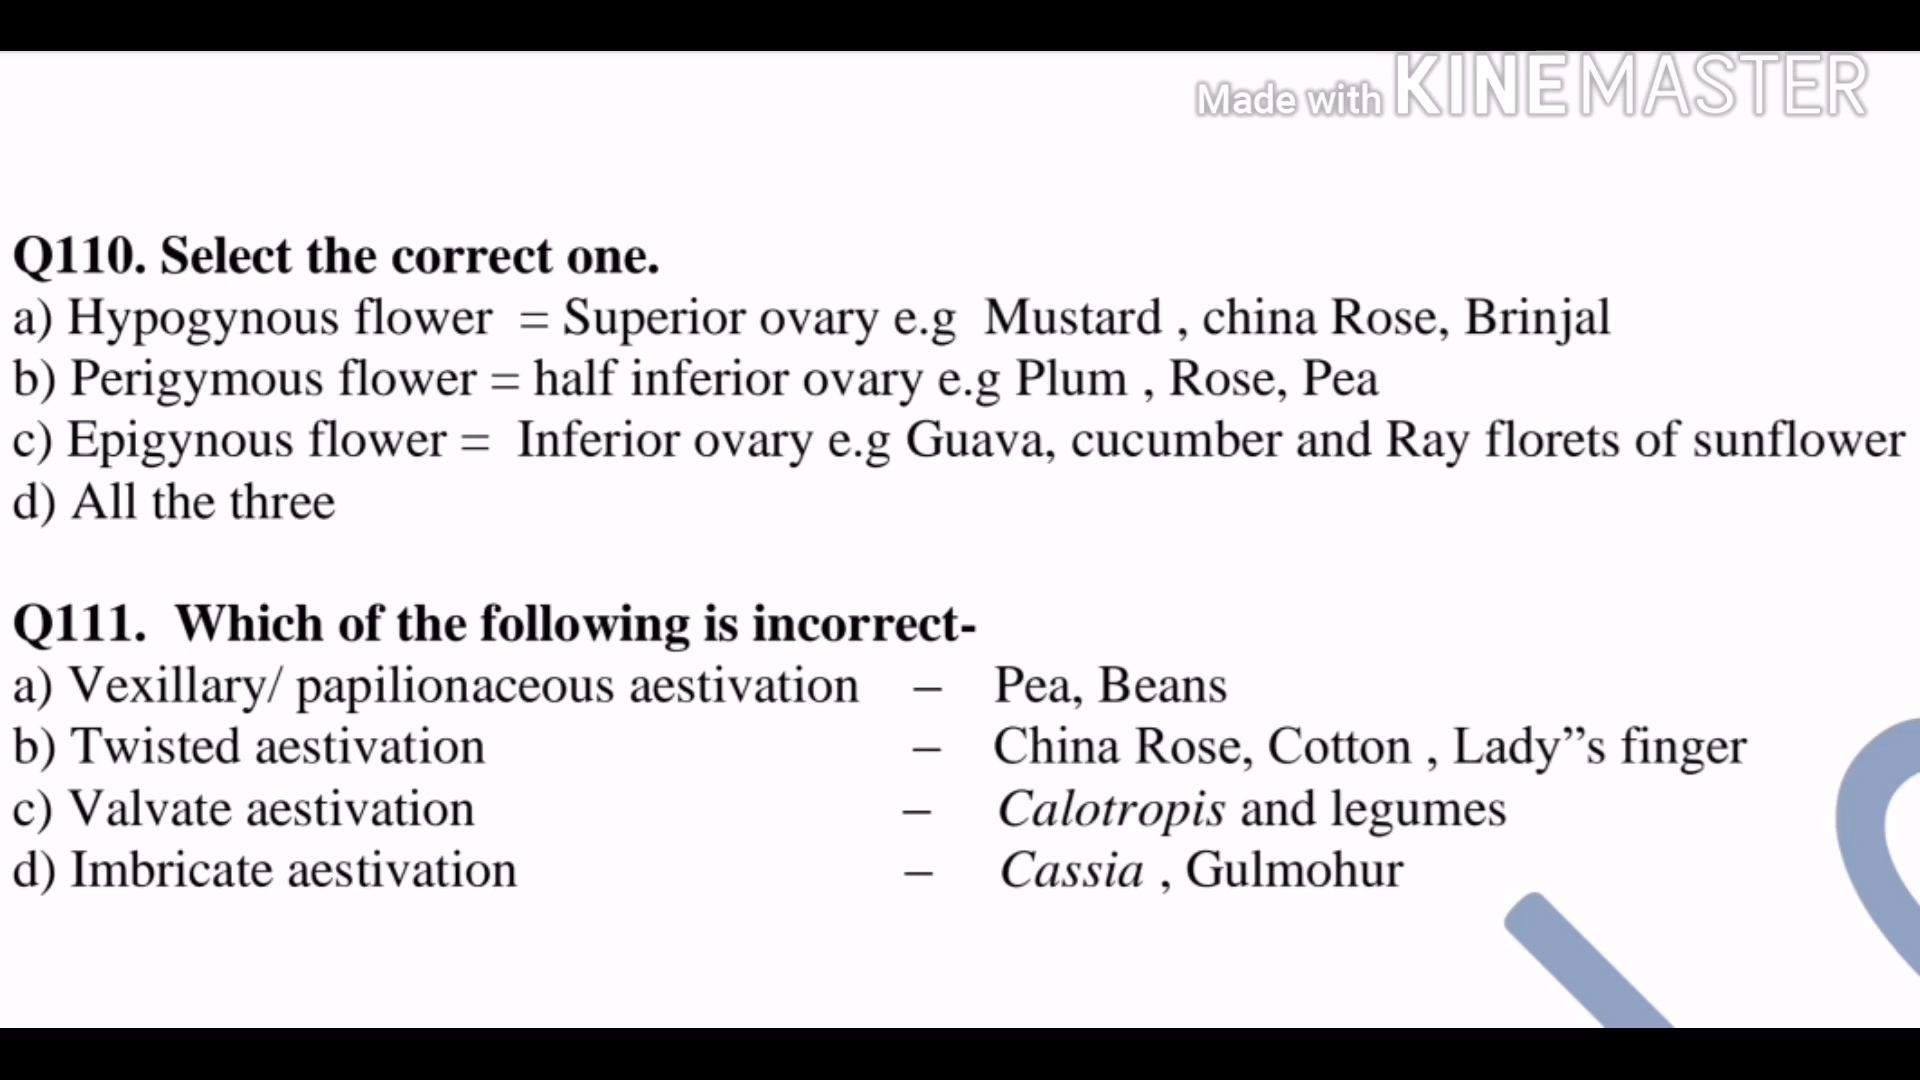 Made with KINEMASTER
Q110. Select the correct one.
a) Hypogynous flower = Superior ovary e.g Mustard , china Rose, Brinjal
b) Perigymous flower = half inferior ovary e.g Plum , Rose, Pea
c) Epigynous flower = Inferior ovary e.g Guava, cucumber and Ray florets of sunflower
d) All the three
Q111. Which of the following is incorrect-
a) Vexillary/ papilionaceous aestivation – Pea, Beans
b) Twisted aestivation – China Rose, Cotton , Lady”s finger
c) Valvate aestivation – Calotropis and legumes
d) Imbricate aestivation – Cassia , Gulmohur